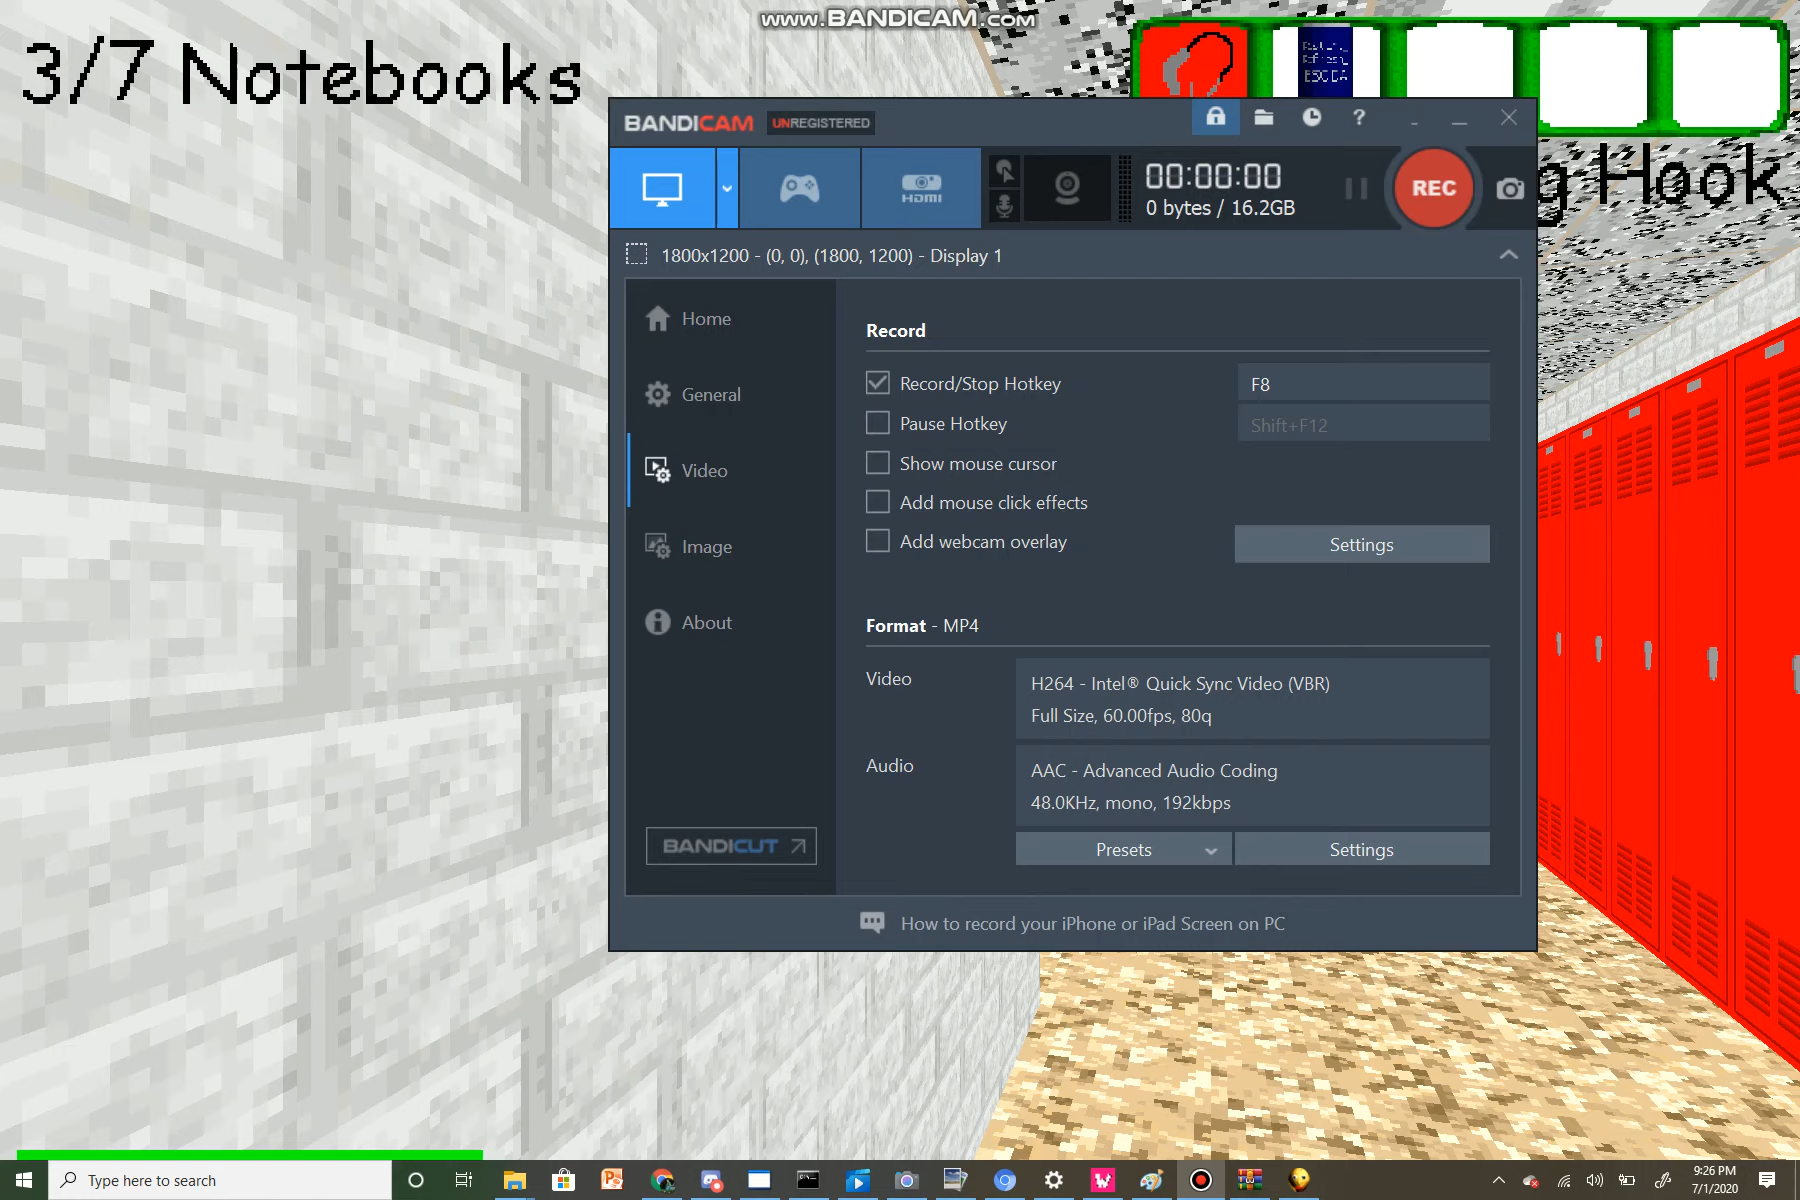 www.BANDICAM.com
3/7 Notebooks
BANDICAM UNREGISTERED
?
HDMI
00:00:00
0 bytes / 16.2GB
REC
g Hook
1800x1200 - (0, 0), (1800, 1200) - Display 1
Home
General
Video
Image
About
BANDICUT
Record
Record/Stop Hotkey
F8
Pause Hotkey
Shift+F12
Show mouse cursor
Add mouse click effects
Add webcam overlay
Settings
Format - MP4
Video
H264 - Intel® Quick Sync Video (VBR)
Full Size, 60.00fps, 80q
Audio
AAC - Advanced Audio Coding
48.0KHz, mono, 192kbps
Presets
Settings
How to record your iPhone or iPad Screen on PC
Type here to search
9:26 PM
7/1/2020